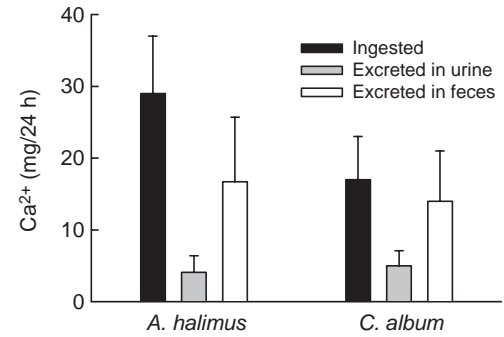 40
30
20
10
0
Ca²⁺ (mg/24 h)
Ingested
Excreted in urine
Excreted in feces
A. halimus
C. album